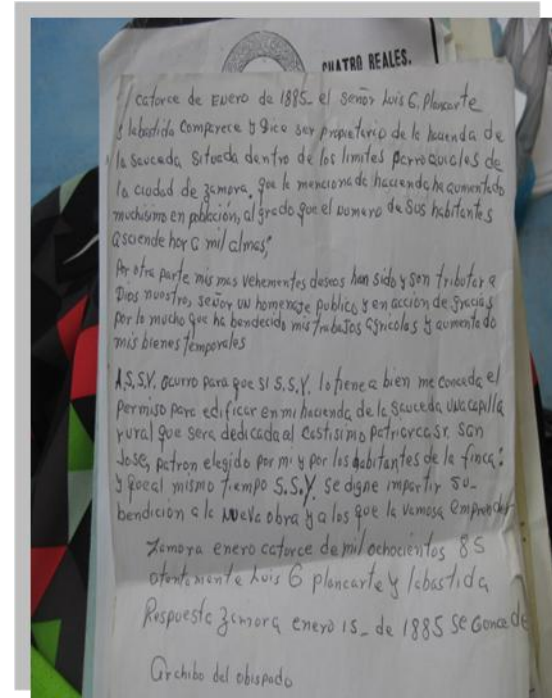 CUATRO REALES.
catorce de Enero de 1885_ el señor Luis G. Plancarte
y labastida comparece y dice ser propietario de la hacienda de
la sauceda situada dentro de los limites parroquiales de
la ciudad de zamora, que la mencionada hacienda ha aumentado
muchisimo en población, al grado que el numero de sus habitantes
asciende hoy a mil almas;
Por otra parte mis mas vehementes deseos han sido y son tributar a
Dios nuestro, señor un homenaje publico y en acción de gracias
por lo mucho que ha bendecido mis trabajos agricolas y aumentado
mis bienes temporales
A.S.S.Y. ocurro para que si S.S.Y. lo tiene a bien me conceda el
permiso para edificar en mi hacienda de la sauceda una capilla
rural que sera dedicada al castisimo patriarca sr. san
Jose, patron elegido por mi y por los habitantes de la finca:
y que al mismo tiempo S.S.Y. se digne impartir su_
bendicion a la nueva obra y a los que la vamos a emprender
Zamora enero catorce de mil ochocientos 85
atentamente Luis G plancarte y labastida
Respuesta Zamora enero 15_ de 1885 se concede
archibo del obispado